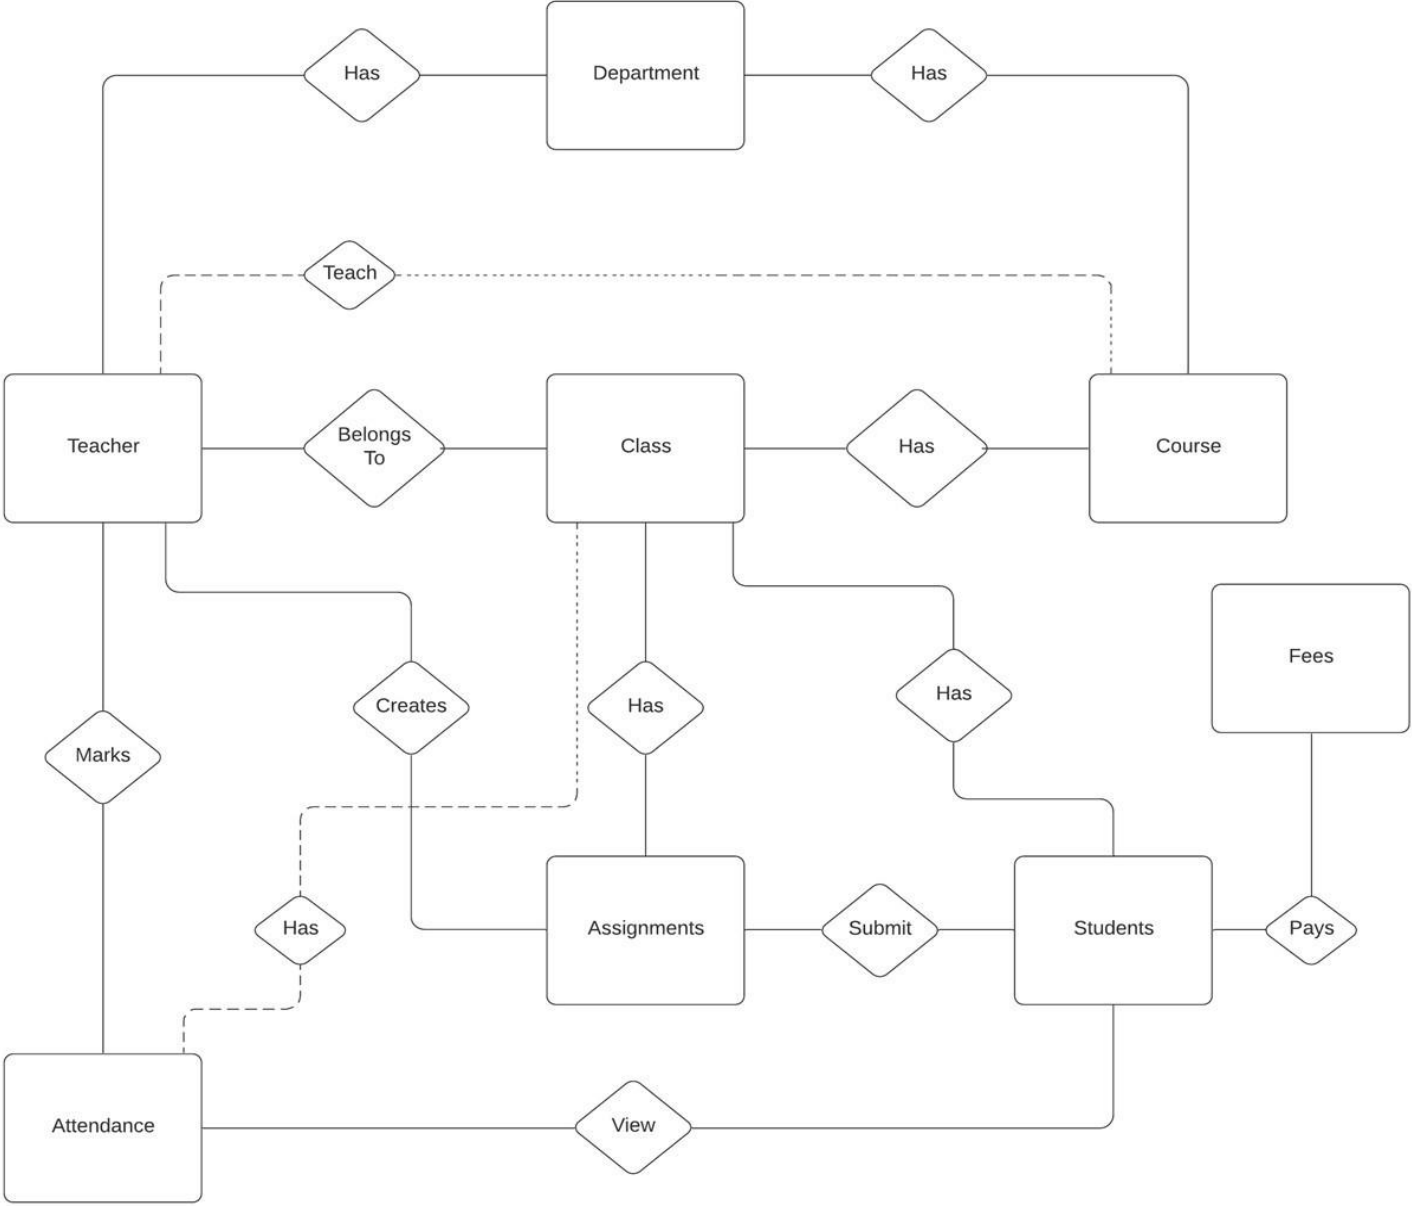 Has
Department
Has
Teach
Teacher
Belongs
To
Class
Has
Course
Fees
Has
Creates
Has
Marks
Has
Assignments
Submit
Students
Pays
Attendance
View